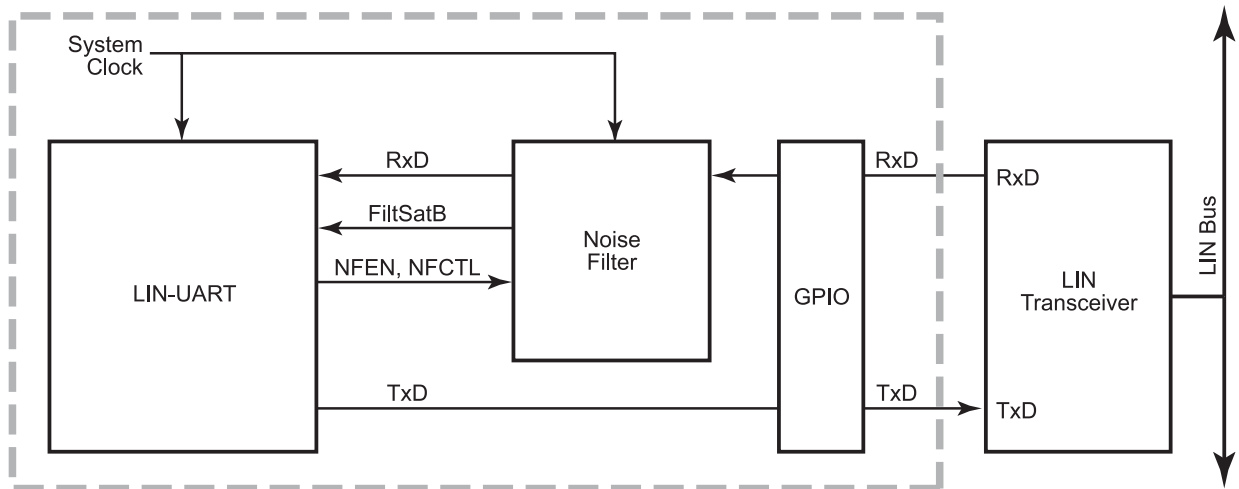 System
Clock
RxD
RxD
RxD
FiltSatB
Noise
Filter
NFEN, NFCTL
LIN-UART
GPIO
LIN
Transceiver
LIN Bus
TxD
TxD
TxD